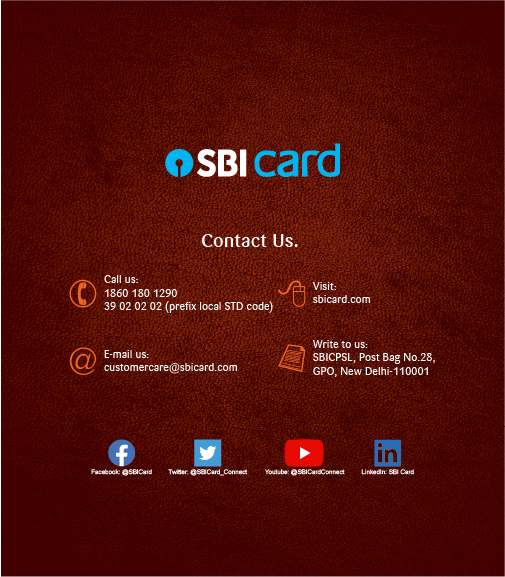 SBI card
Contact Us.
Call us:
1860 180 1290
39 02 02 02 (prefix local STD code)
Visit:
sbicard.com
E-mail us:
customercare@sbicard.com
Write to us:
SBICPSL, Post Bag No.28,
GPO, New Delhi-110001
Facebook: @SBICard
Twitter: @SBICard_Connect
Youtube: @SBICardConnect
LinkedIn: SBI Card